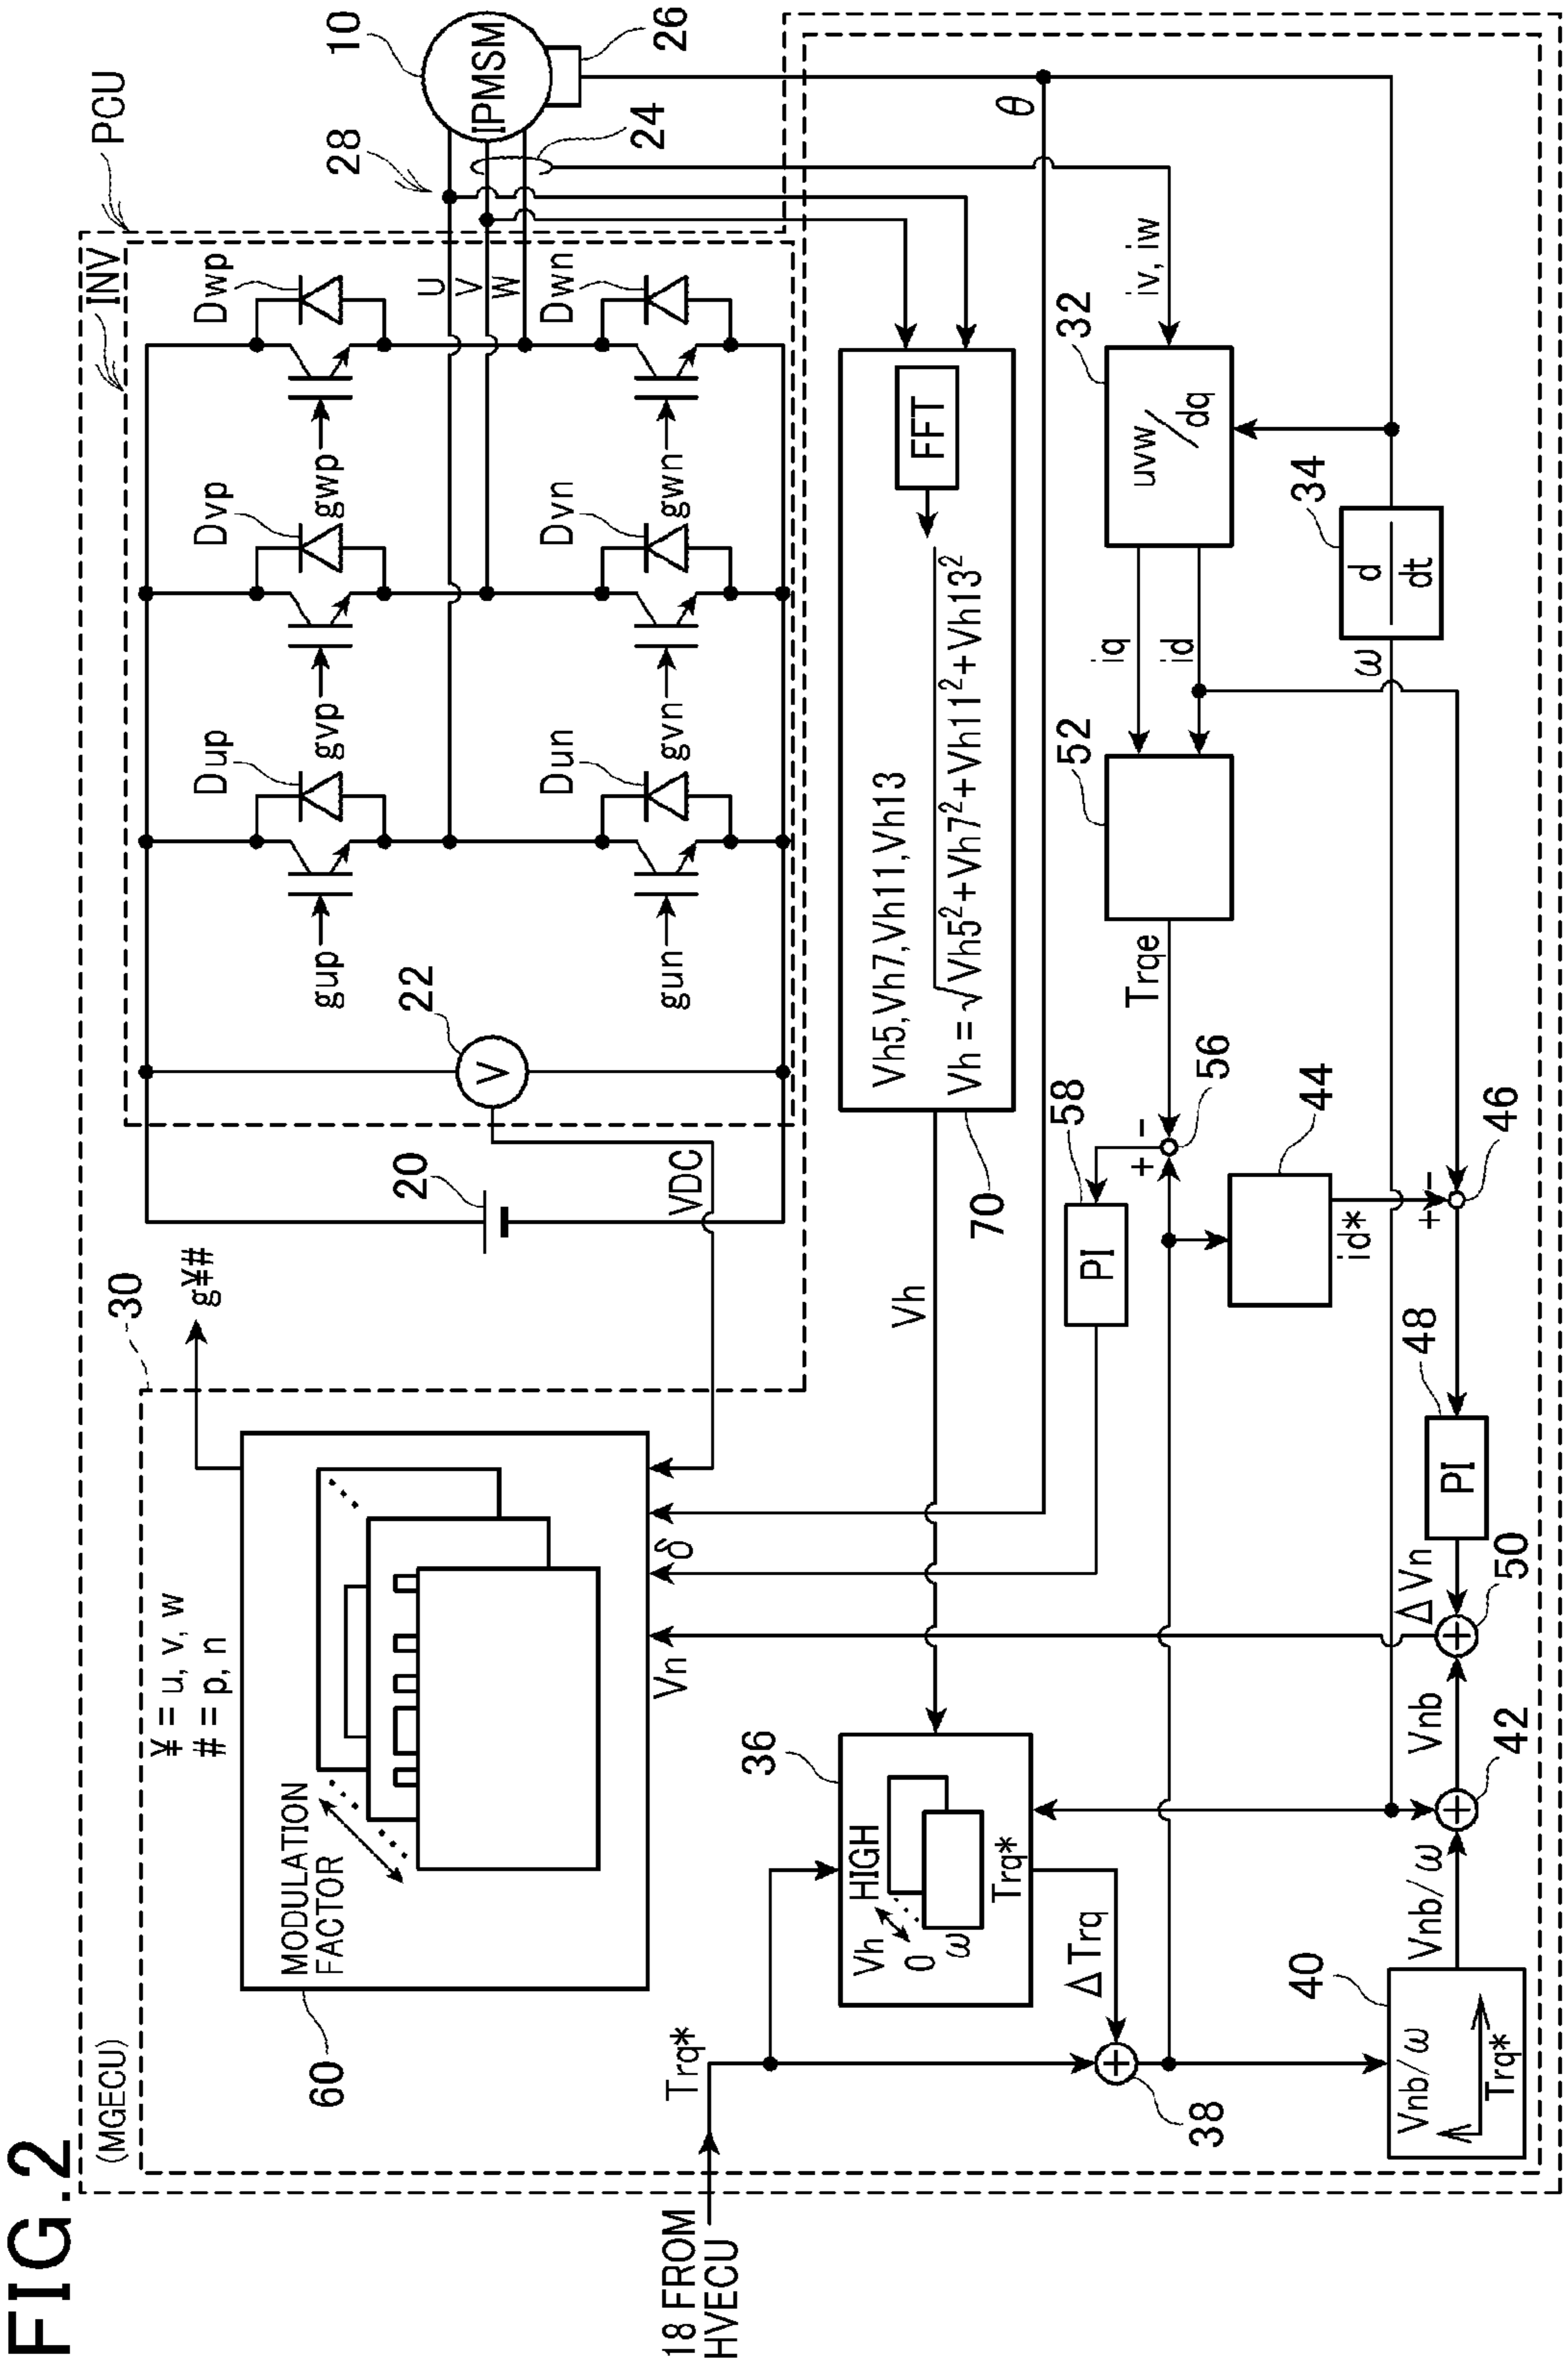 FIG.2
PCU
(MGECU)
30
g¥#
INV
¥ = u, v, w
# = p, n
MODULATION
FACTOR
60
Dup
Dvp
Dwp
gup
gvp
gwp
10
IPMSM
26
28
24
U
V
W
22
V
20
VDC
Dun
Dvn
Dwn
gun
gvn
gwn
Vn
δ
θ
18 FROM
HVECU
Trq*
36
Vh
HIGH
0
ω
Trq*
Vh
70
Vh5,Vh7,Vh11,Vh13
Vh = √Vh5²+Vh7²+Vh11²+Vh13²
FFT
ΔTrq
38
58
PI
56
+
−
Trqe
52
iq
id
32
uvw/dq
iv, iw
44
id*
34
d
dt
ω
40
Vnb/ω
Trq*
Vnb/ω
42
Vnb
50
ΔVn
48
PI
46
+
−